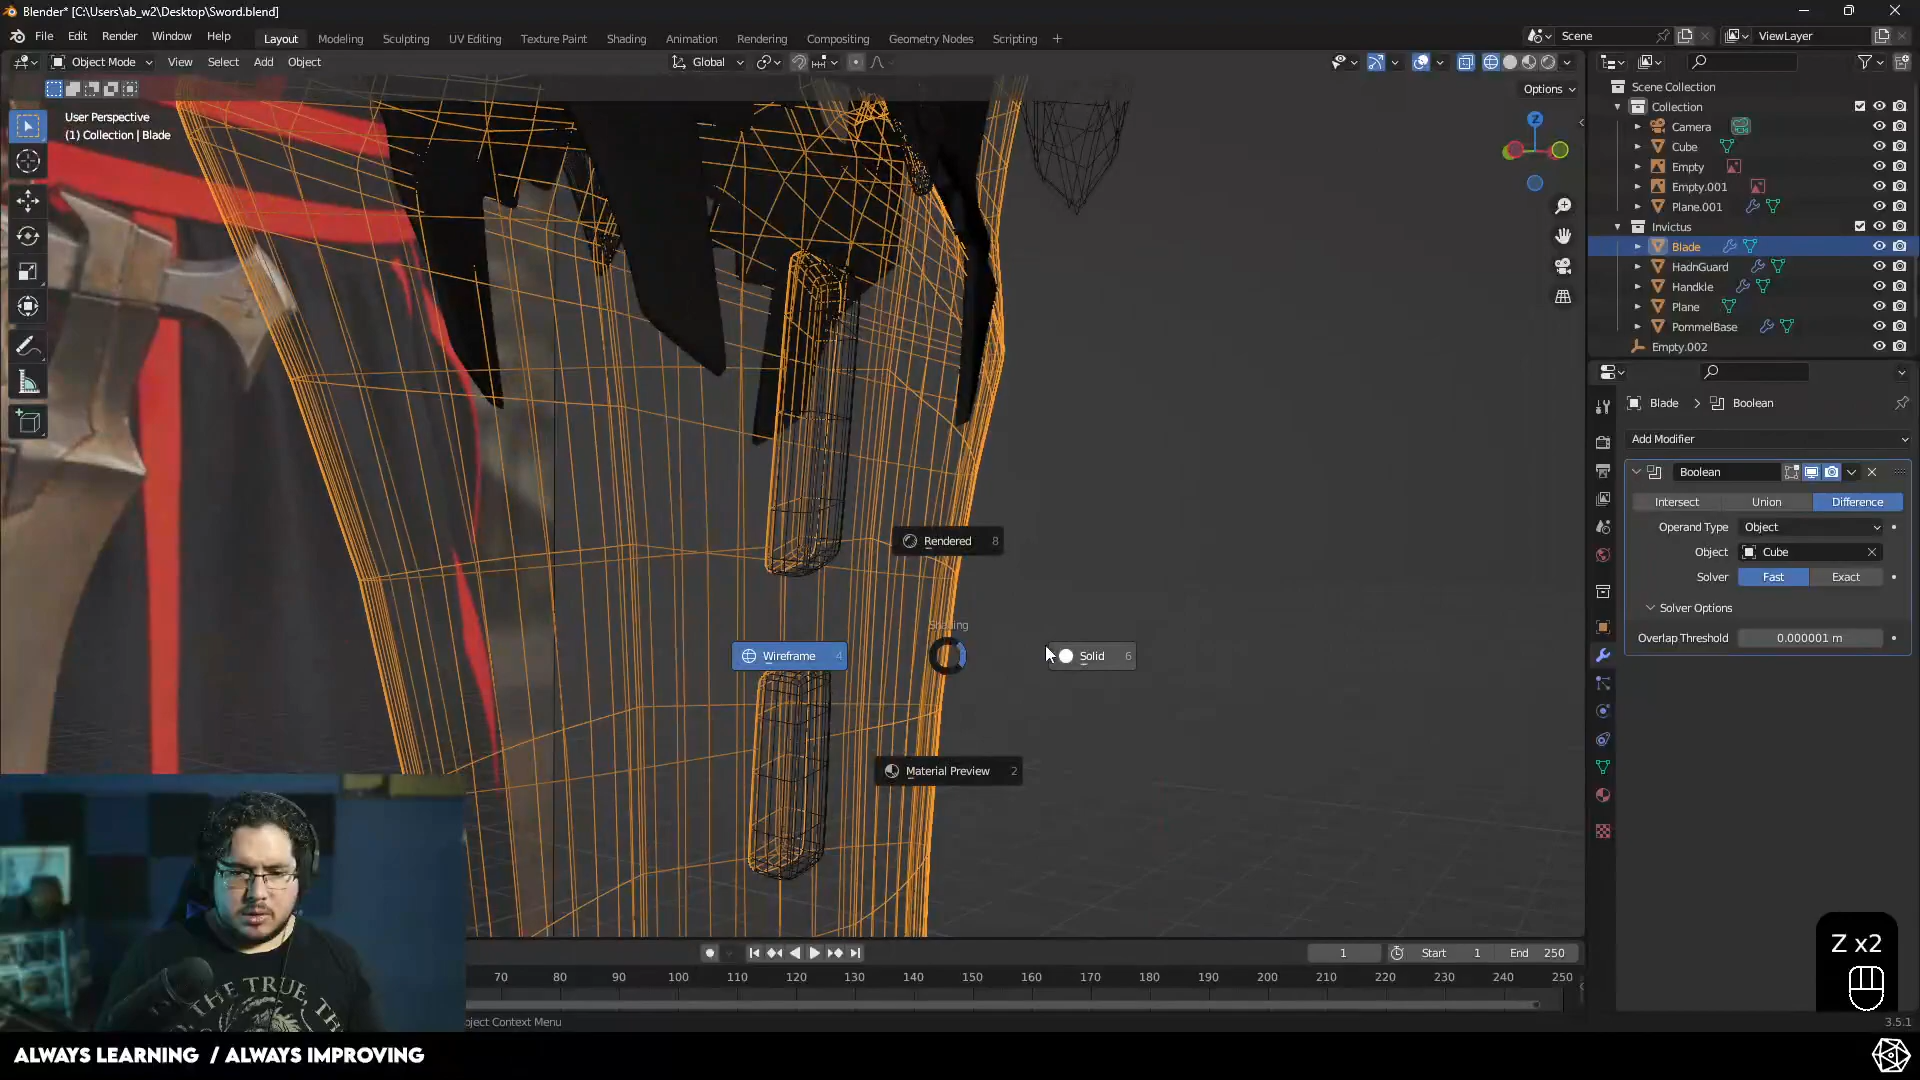 Blender* [C:\Users\ab_w2\Desktop\Sword.blend]
File Edit Render Window Help
Layout Modeling Sculpting UV Editing Texture Paint Shading Animation Rendering Compositing Geometry Nodes Scripting +
Scene
ViewLayer
Object Mode View Select Add Object
Global
Options
User Perspective
(1) Collection | Blade
Z
Scene Collection
Collection
Camera
Cube
Empty
Empty.001
Plane.001
Invictus
Blade
HadnGuard
Handkle
Plane
PommelBase
Empty.002
Blade > Boolean
Add Modifier
Boolean
Intersect Union Difference
Operand Type Object
Object Cube
Solver Fast Exact
Solver Options
Overlap Threshold 0.000001 m
Rendered 8
Wireframe 4
Solid 6
Material Preview 2
1 Start 1 End 250
70 80 90 100 110 120 130 140 150 160 170 180 190 200 210 220 230 240 250
oject Context Menu
3.5.1
Z x2
THE TRUE, T
ALWAYS LEARNING / ALWAYS IMPROVING